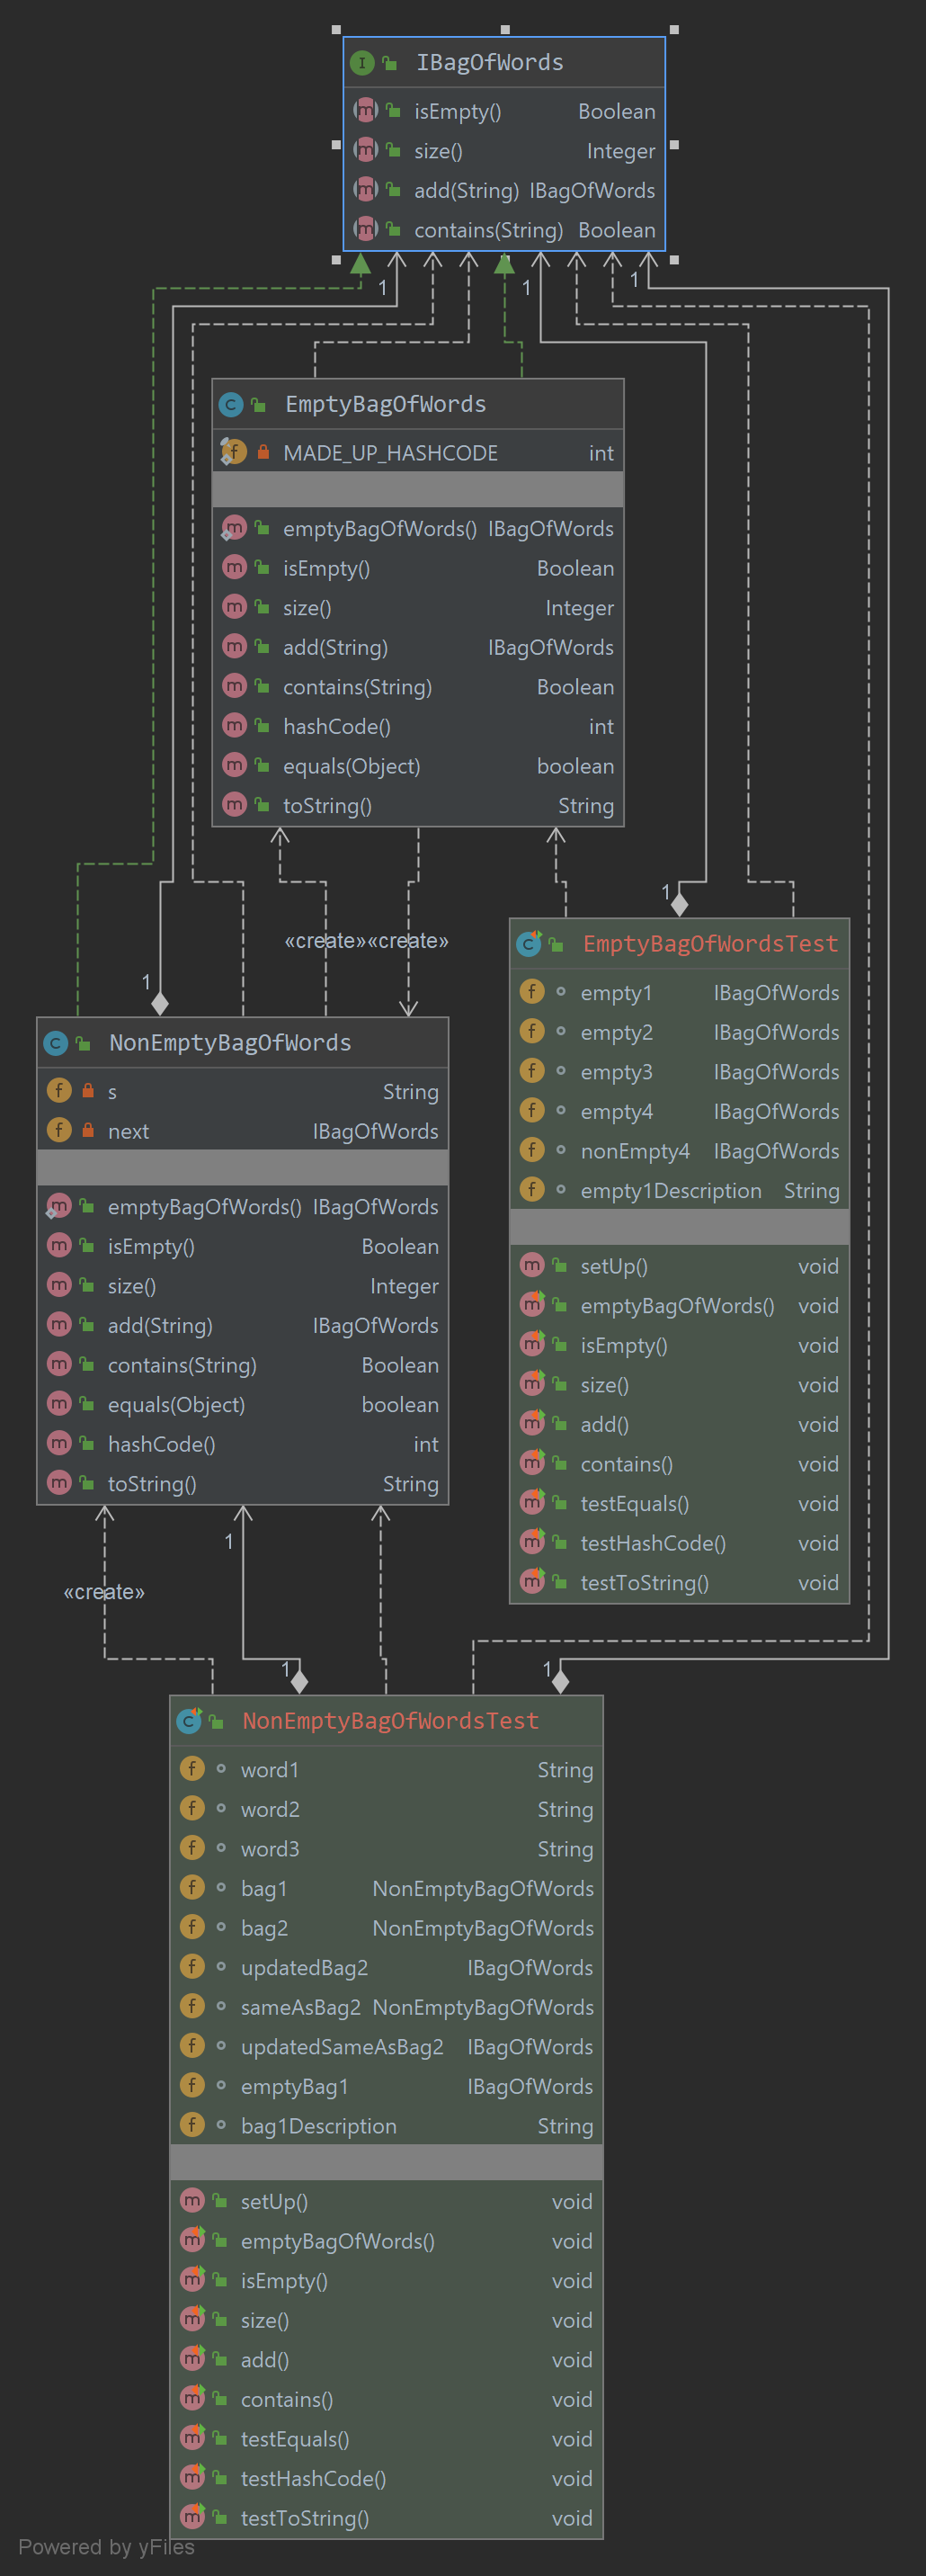 IBagOfWords
isEmpty() Boolean
size() Integer
add(String) IBagOfWords
contains(String) Boolean
1 1 1
EmptyBagOfWords
MADE_UP_HASHCODE int
emptyBagOfWords() IBagOfWords
isEmpty() Boolean
size() Integer
add(String) IBagOfWords
contains(String) Boolean
hashCode() int
equals(Object) boolean
toString() String
1
«create» «create»
1
EmptyBagOfWordsTest
empty1 IBagOfWords
empty2 IBagOfWords
empty3 IBagOfWords
empty4 IBagOfWords
nonEmpty4 IBagOfWords
empty1Description String
setUp() void
emptyBagOfWords() void
isEmpty() void
size() void
add() void
contains() void
testEquals() void
testHashCode() void
testToString() void
NonEmptyBagOfWords
s String
next IBagOfWords
emptyBagOfWords() IBagOfWords
isEmpty() Boolean
size() Integer
add(String) IBagOfWords
contains(String) Boolean
equals(Object) boolean
hashCode() int
toString() String
1
«create»
1 1
NonEmptyBagOfWordsTest
word1 String
word2 String
word3 String
bag1 NonEmptyBagOfWords
bag2 NonEmptyBagOfWords
updatedBag2 IBagOfWords
sameAsBag2 NonEmptyBagOfWords
updatedSameAsBag2 IBagOfWords
emptyBag1 IBagOfWords
bag1Description String
setUp() void
emptyBagOfWords() void
isEmpty() void
size() void
add() void
contains() void
testEquals() void
testHashCode() void
testToString() void
Powered by yFiles